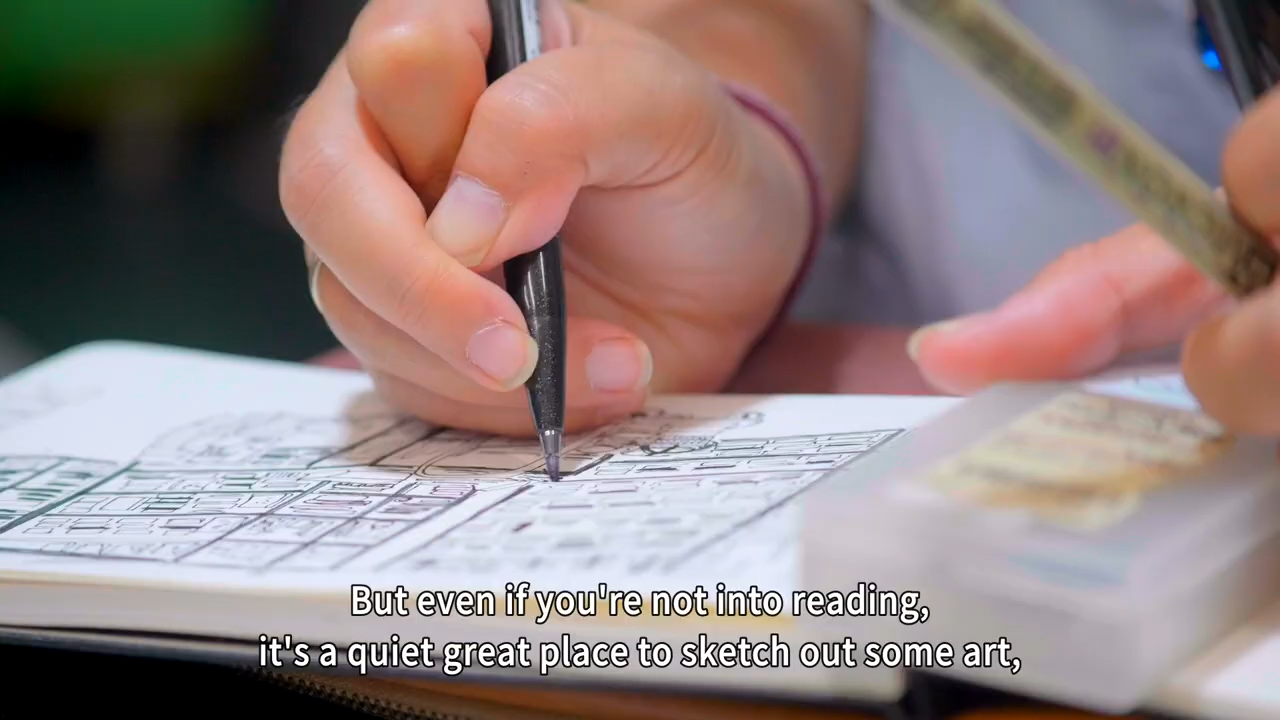 But even if you're not into reading,
it's a quiet great place to sketch out some art,